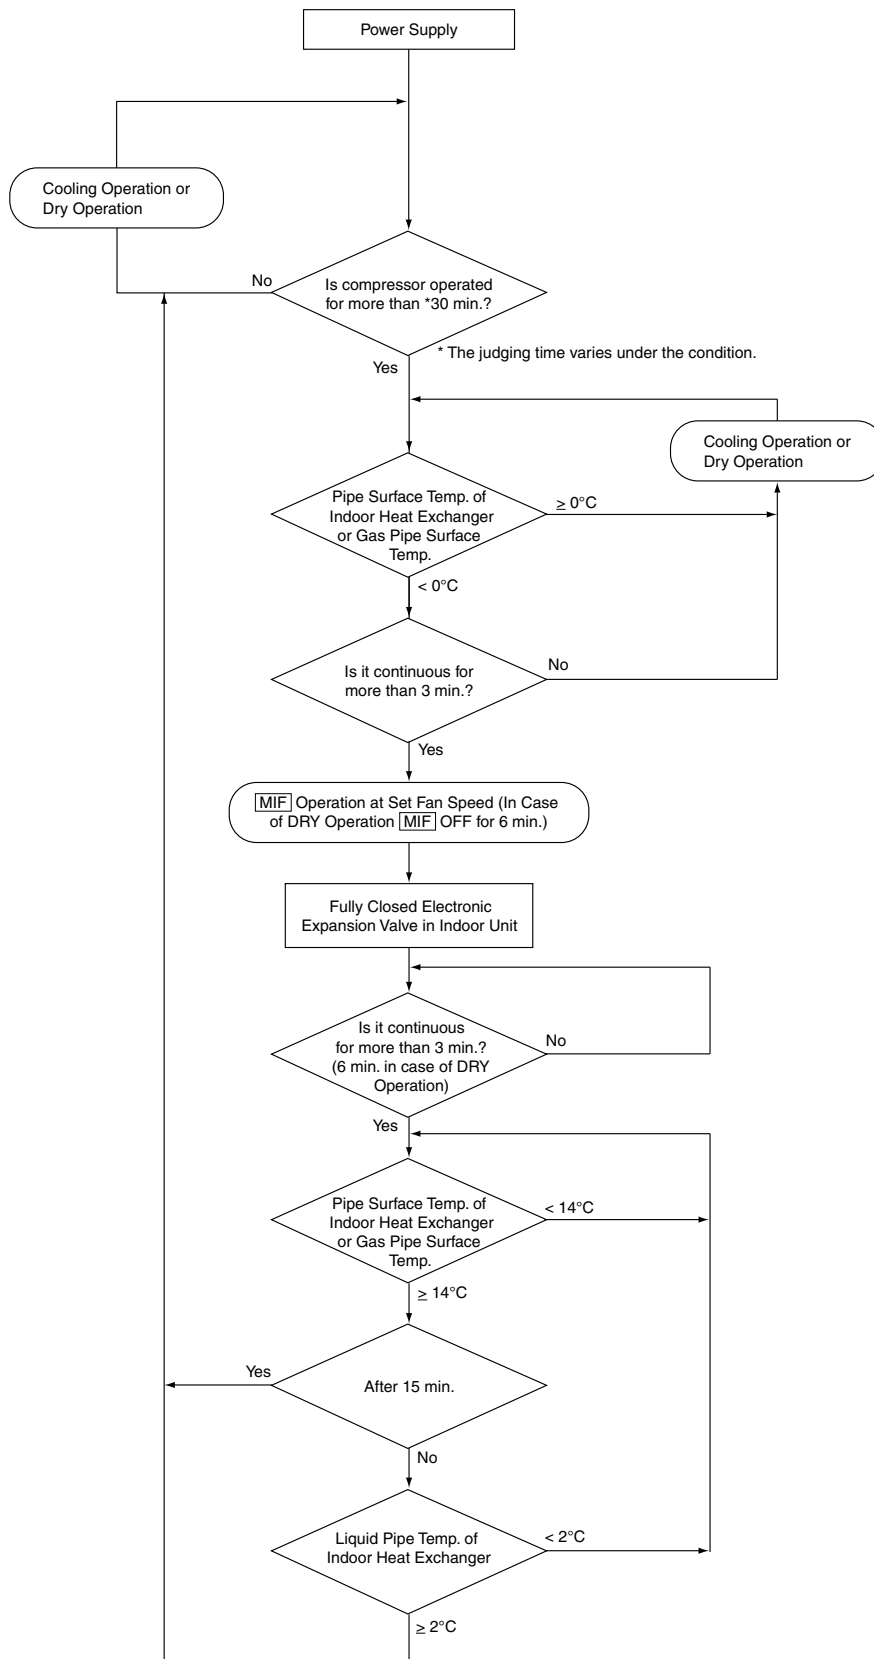 Power Supply
Cooling Operation or
Dry Operation
No
Is compressor operated
for more than *30 min.?
* The judging time varies under the condition.
Yes
Cooling Operation or
Dry Operation
Pipe Surface Temp. of
Indoor Heat Exchanger
or Gas Pipe Surface
Temp.
≥ 0°C
< 0°C
Is it continuous for
more than 3 min.?
No
Yes
MIF Operation at Set Fan Speed (In Case
of DRY Operation MIF OFF for 6 min.)
Fully Closed Electronic
Expansion Valve in Indoor Unit
Is it continuous
for more than 3 min.?
(6 min. in case of DRY
Operation)
No
Yes
Pipe Surface Temp. of
Indoor Heat Exchanger
or Gas Pipe Surface
Temp.
< 14°C
≥ 14°C
Yes
After 15 min.
No
Liquid Pipe Temp. of
Indoor Heat Exchanger
< 2°C
≥ 2°C